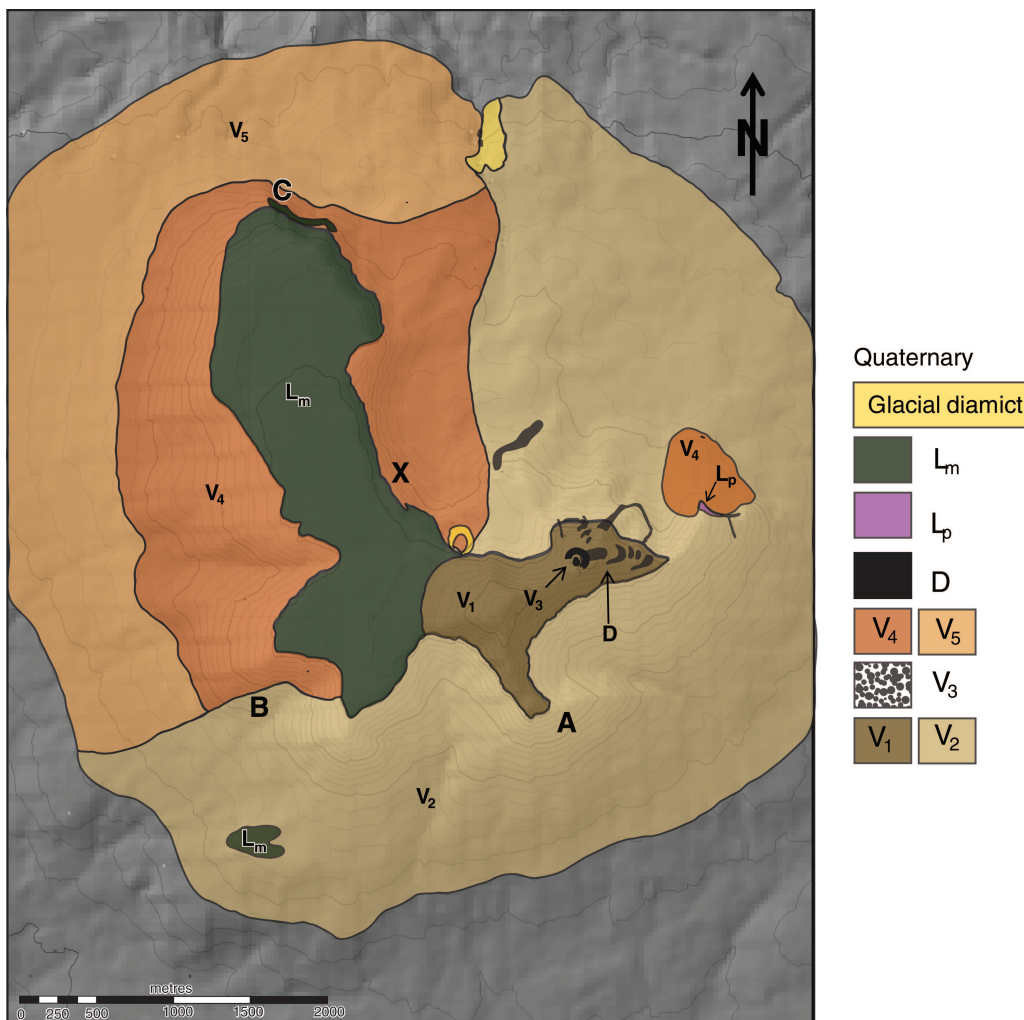 N
V5
C
Lm
V4
X
V4
Lp
V1
V3
D
B
A
V2
Lm
metres
0 250 500 1000 1500 2000
Quaternary
Glacial diamict
Lm
Lp
D
V4 V5
V3
V1 V2